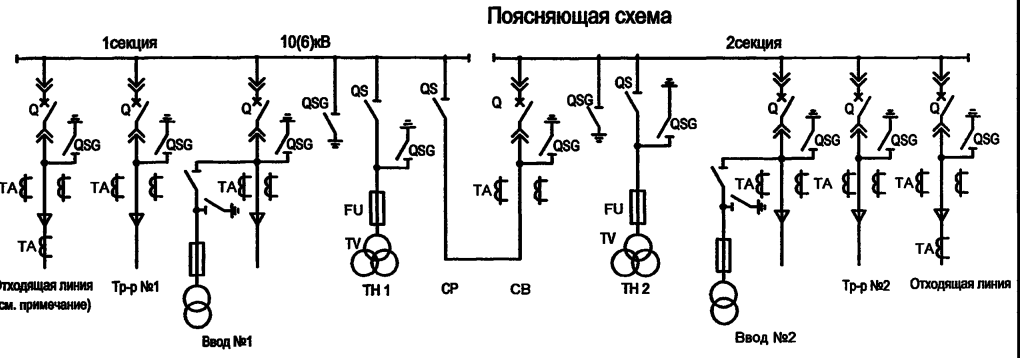 Поясняющая схема
1секция 10(6)кВ 2секция
QS QS Q QS
Q Q Q QSG QSG Q Q Q
QSG QSG QSG QSG QSG QSG QSG QSG QSG
TA TA TA TA TA TA TA
FU FU
TA TV TV TA
Отходящая линия Тр-р №1 ТН 1 СР СВ ТН 2 Тр-р №2 Отходящая линия
см. примечание)
Ввод №1 Ввод №2